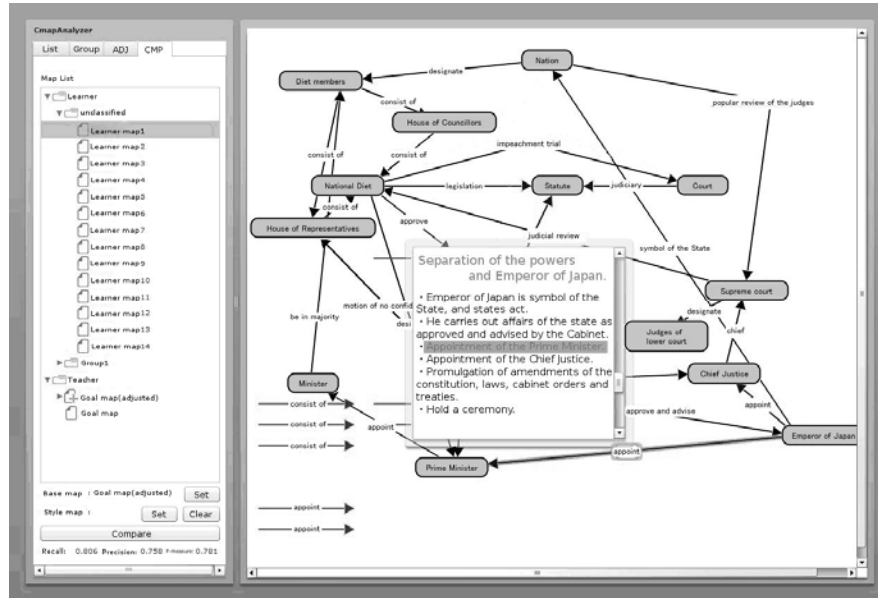 CmapAnalyzer
List Group ADJ CMP
Map List
Learner
unclassified
Learner map1
Learner map2
Learner map3
Learner map4
Learner map5
Learner map6
Learner map7
Learner map8
Learner map9
Learner map10
Learner map11
Learner map12
Learner map13
Learner map14
Group1
Teacher
Goal map(adjusted)
Goal map
Base map : Goal map(adjusted) Set
Style map : Set Clear
Compare
Recall: 0.806 Precision: 0.758 F-measure: 0.781
Nation
designate
Diet members
popular review of the judges
consist of
House of Councillors
impeachment trial
consist of
consist of
National Diet
legislation
Statute
judiciary
Court
consist of
approve
House of Representatives
judicial review
symbol of the State
Separation of the powers
and Emperor of Japan.
• Emperor of Japan is symbol of the
State, and states act.
• He carries out affairs of the state as
approved and advised by the Cabinet.
• Appointment of the Prime Minister.
• Appointment of the Chief Justice.
• Promulgation of amendments of the
constitution, laws, cabinet orders and
treaties.
• Hold a ceremony.
Supreme court
motion of no confid
be in majority
desi
designate
chief
Judges of
lower court
Minister
Chief Justice
consist of
appoint
approve and advise
appoint
consist of
consist of
Emperor of Japan
appoint
Prime Minister
appoint
appoint